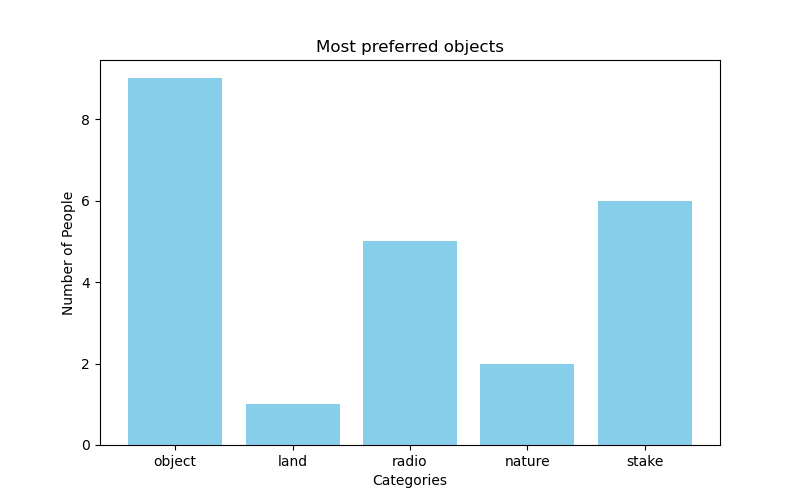 Most preferred objects
Number of People
8
6
4
2
0
object land radio nature stake
Categories